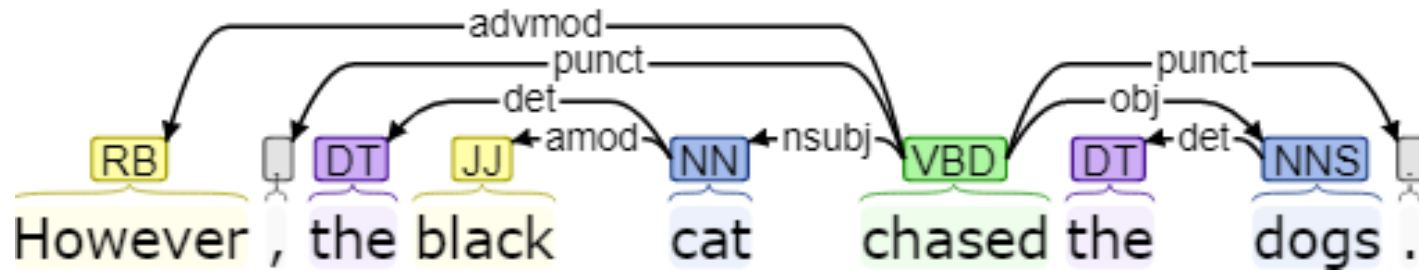 advmod
punct punct
det obj
amod nsubj det
RB , DT JJ NN VBD DT NNS .
However , the black cat chased the dogs .